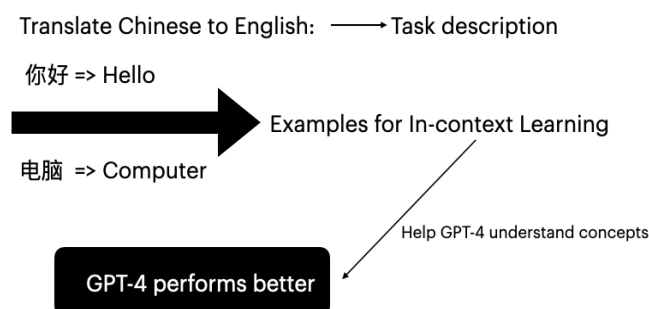 Translate Chinese to English:
Task description
你好 => Hello
Examples for In-context Learning
电脑 => Computer
Help GPT-4 understand concepts
GPT-4 performs better